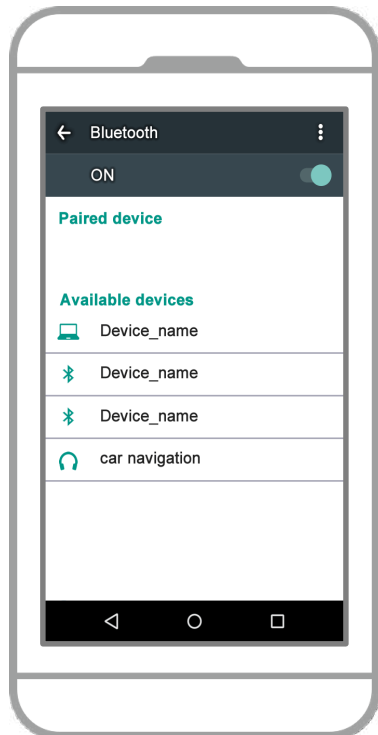 Bluetooth
ON
Paired device
Available devices
Device_name
Device_name
Device_name
car navigation